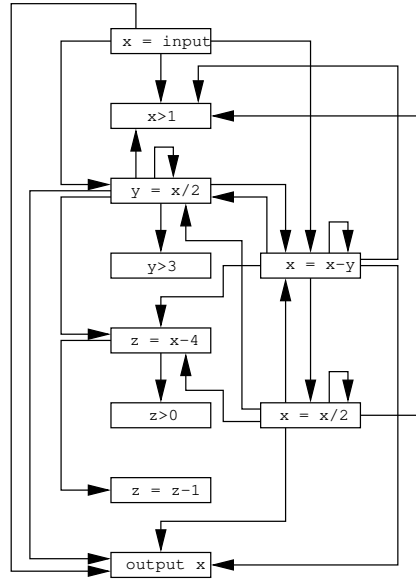 x = input
x>1
y = x/2
y>3
x = x-y
z = x-4
z>0
x = x/2
z = z-1
output x